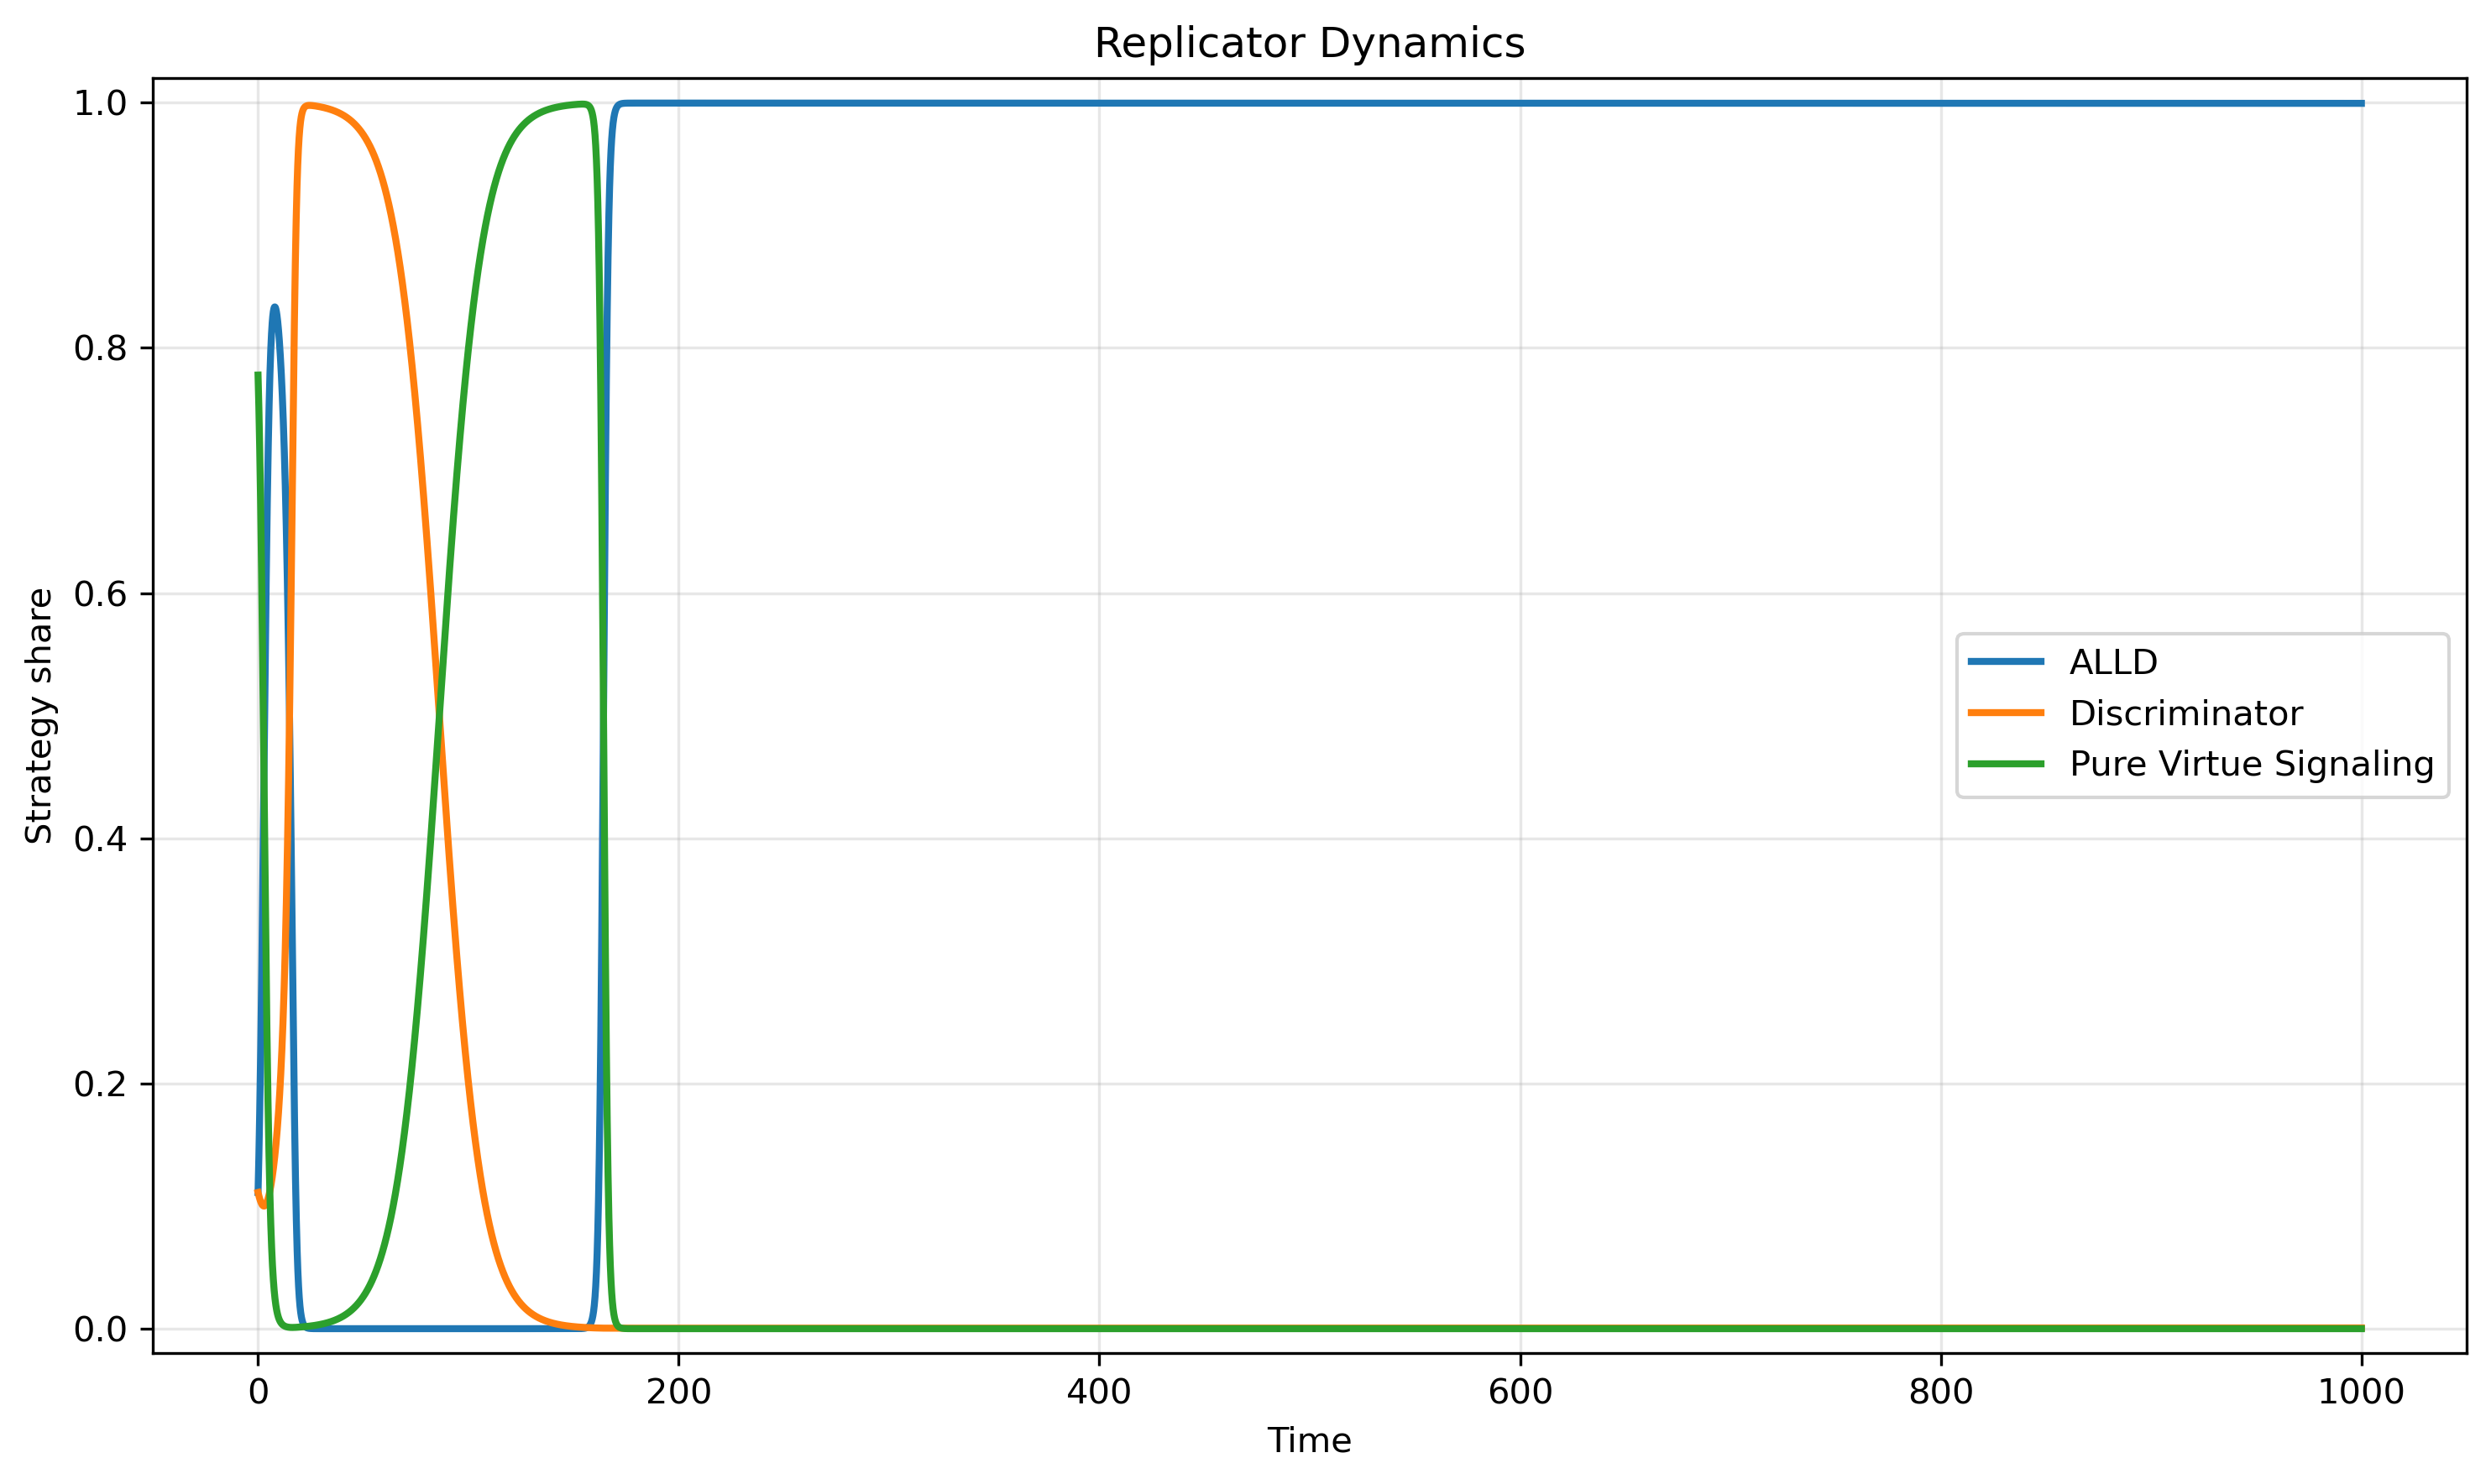 Replicator Dynamics
Strategy share
1.0
0.8
0.6
0.4
0.2
0.0
ALLD
Discriminator
Pure Virtue Signaling
0
200
400
600
800
1000
Time